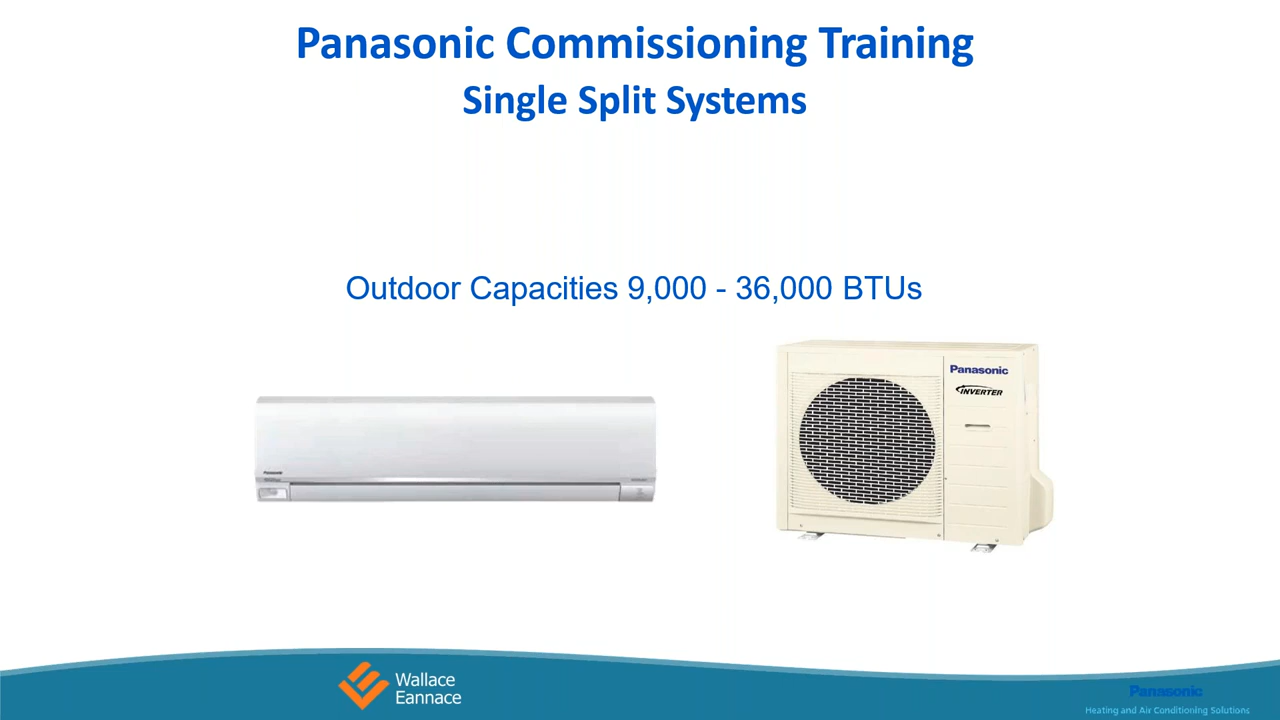 Panasonic Commissioning Training
Single Split Systems
Outdoor Capacities 9,000 - 36,000 BTUs
Panasonic
INVERTER
Panasonic
Wallace
Eannace
Panasonic
Heating and Air Conditioning Solutions